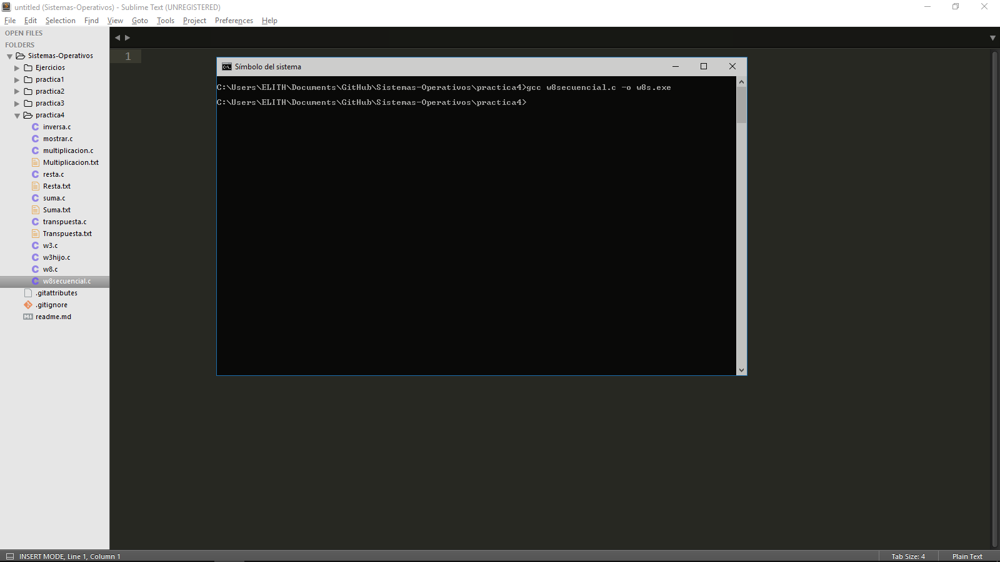 untitled (Sistemas-Operativos) - Sublime Text (UNREGISTERED)
File Edit Selection Find View Goto Tools Project Preferences Help
OPEN FILES
FOLDERS
Sistemas-Operativos
Ejercicios
practica1
practica2
practica3
practica4
inversa.c
mostrar.c
multiplicacion.c
Multiplicacion.txt
resta.c
Resta.txt
suma.c
Suma.txt
transpuesta.c
Transpuesta.txt
w3.c
w3hijo.c
w8.c
w8secuencial.c
.gitattributes
.gitignore
readme.md
1
Símbolo del sistema
C:\Users\ELITH\Documents\GitHub\Sistemas-Operativos\practica4>gcc w8secuencial.c -o w8s.exe
C:\Users\ELITH\Documents\GitHub\Sistemas-Operativos\practica4>
INSERT MODE, Line 1, Column 1
Tab Size: 4
Plain Text